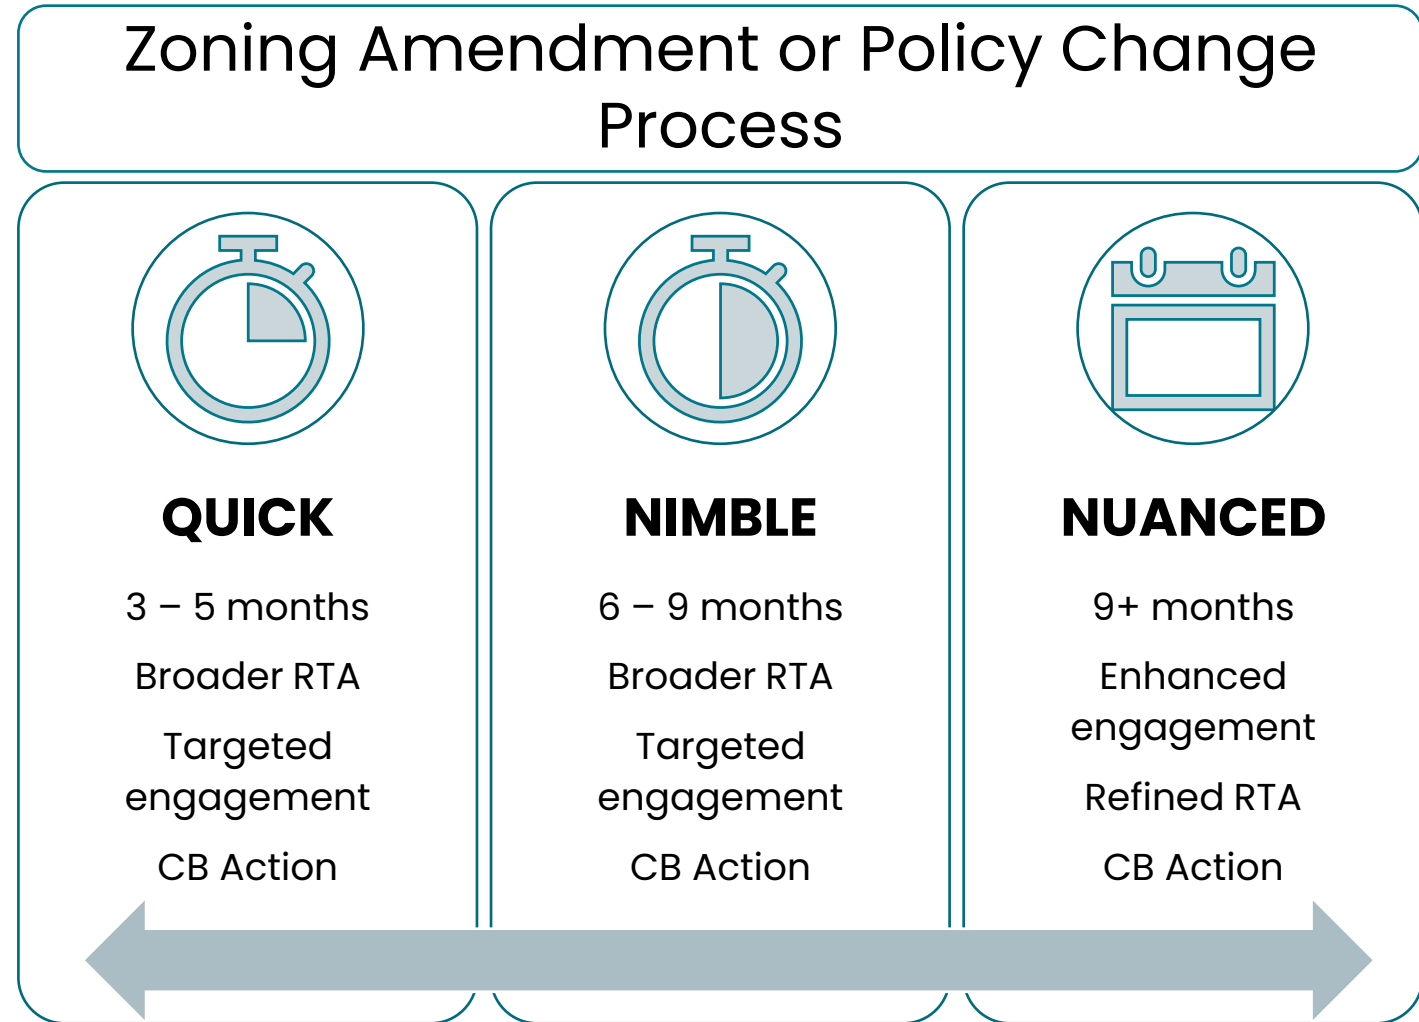 Zoning Amendment or Policy Change
Process
QUICK
3 – 5 months
Broader RTA
Targeted
engagement
CB Action
NIMBLE
6 – 9 months
Broader RTA
Targeted
engagement
CB Action
NUANCED
9+ months
Enhanced
engagement
Refined RTA
CB Action